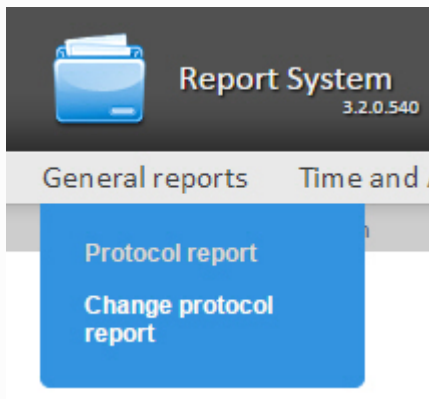 Report System
3.2.0.540
General reports Time and
Protocol report
Change protocol
report